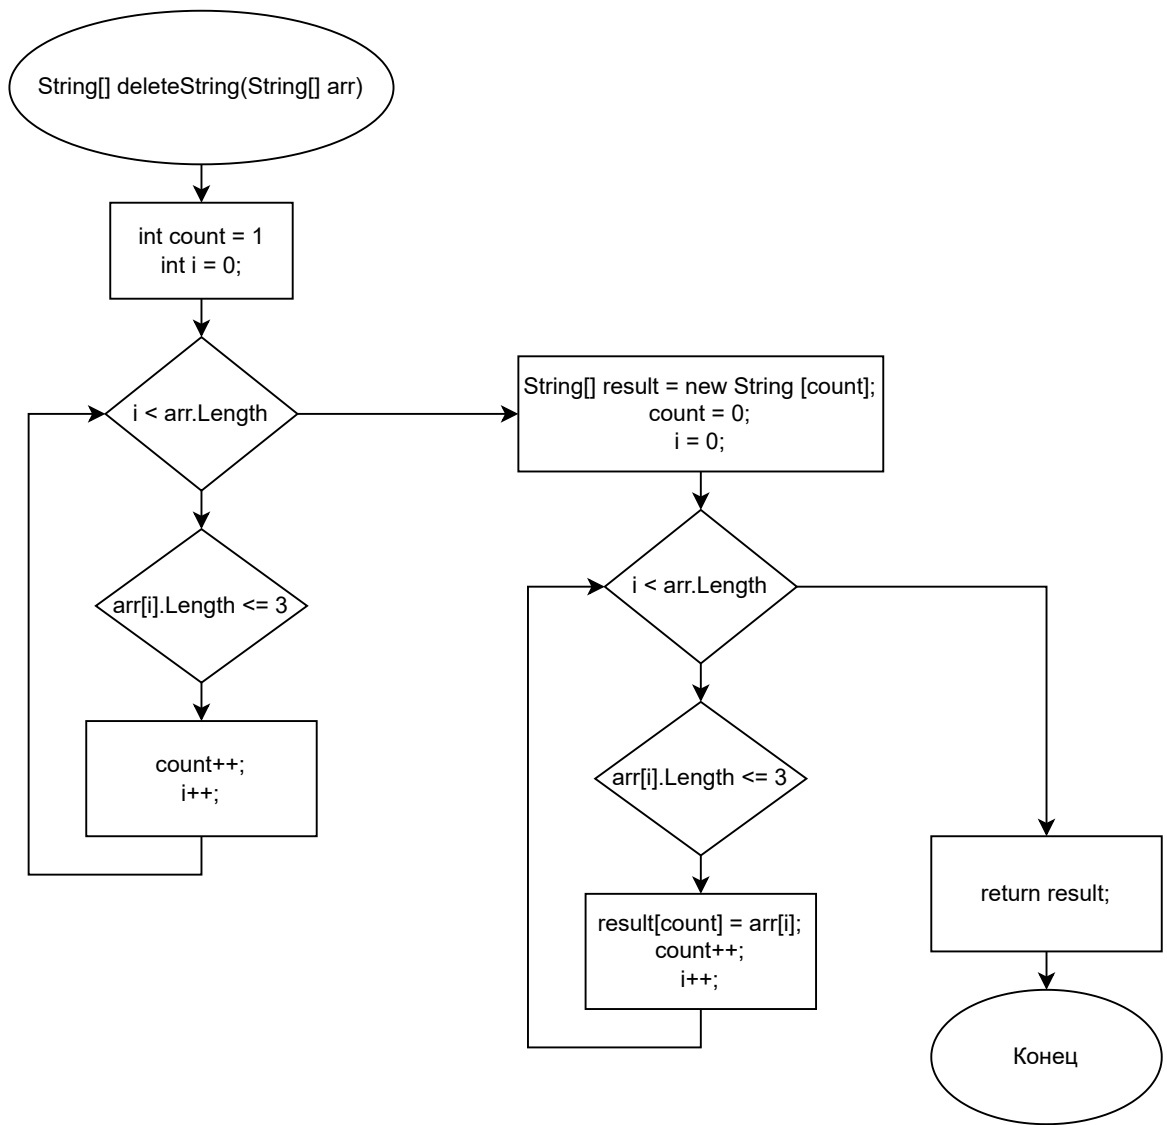 String[] deleteString(String[] arr)
int count = 1
int i = 0;
i < arr.Length
arr[i].Length <= 3
count++;
i++;
String[] result = new String [count];
count = 0;
i = 0;
i < arr.Length
arr[i].Length <= 3
result[count] = arr[i];
count++;
i++;
return result;
Конец